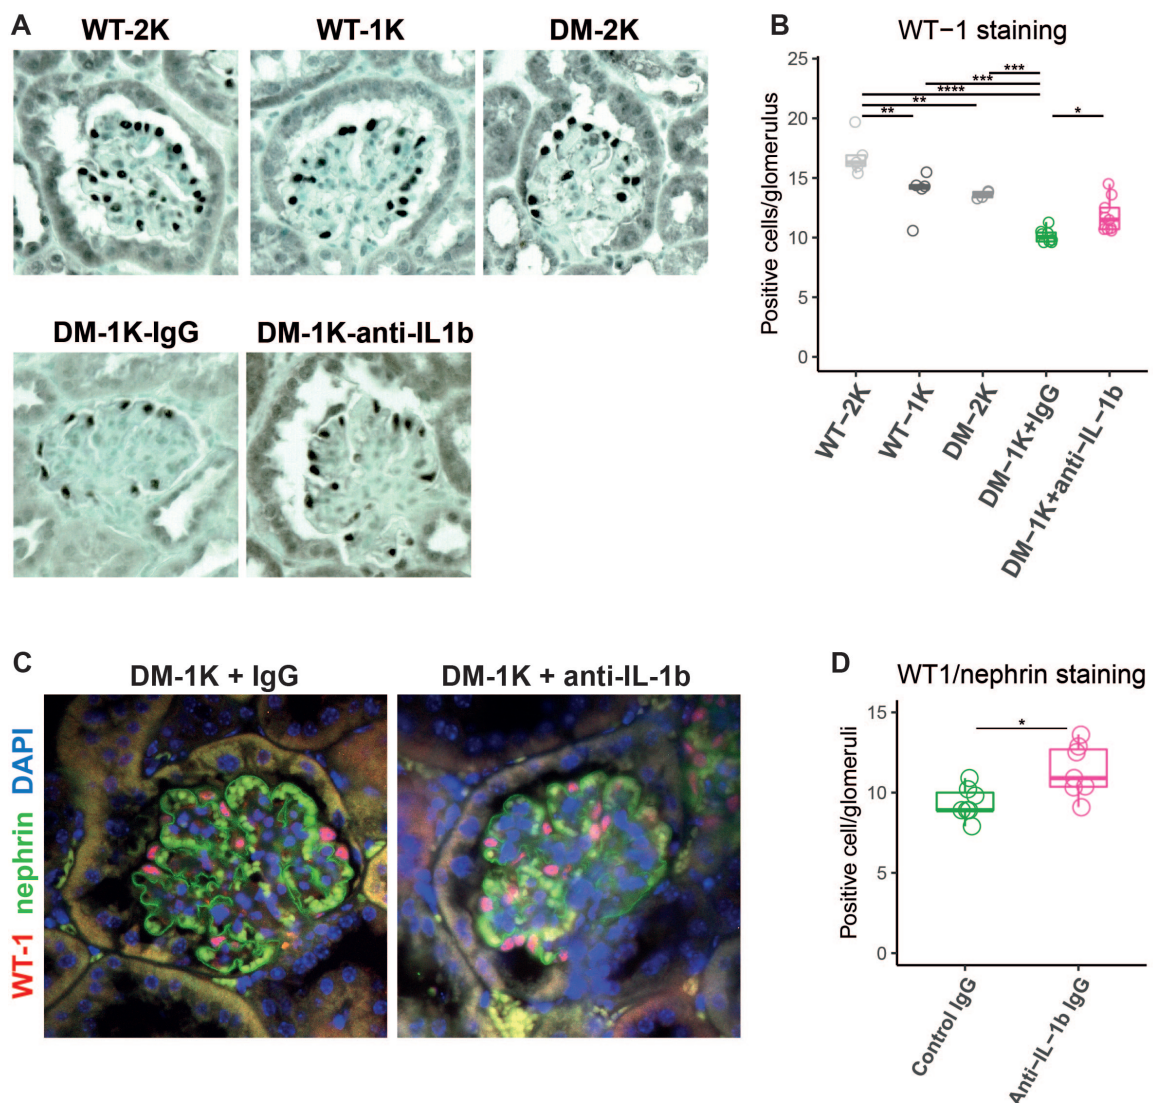 A
WT-2K
WT-1K
DM-2K
DM-1K-IgG
DM-1K-anti-IL1b
B
WT−1 staining
Positive cells/glomerulus
25
20
15
10
5
0
***
***
****
**
**
*
WT−2K
WT−1K
DM−2K
DM−1K+IgG
DM−1K+anti−IL−1b
C
DM-1K + IgG
DM-1K + anti-IL-1b
WT-1 nephrin DAPI
D
WT1/nephrin staining
Positive cell/glomeruli
15
10
5
0
*
Control IgG
Anti−IL−1b IgG